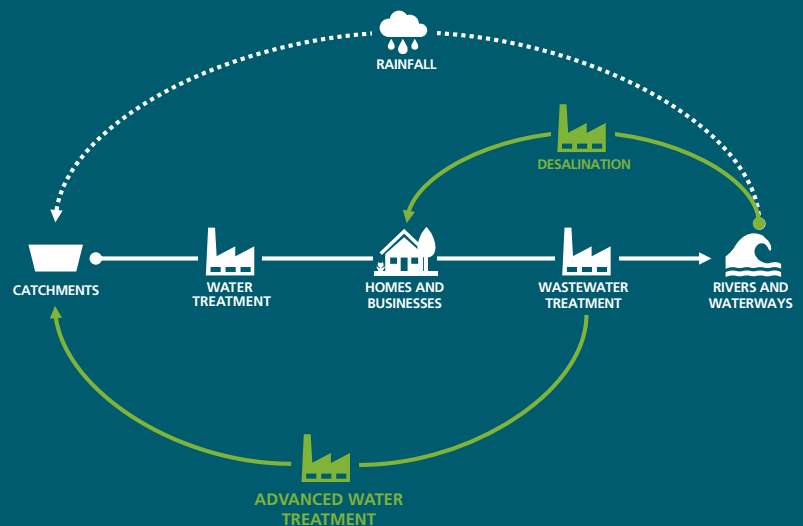 RAINFALL
DESALINATION
CATCHMENTS
WATER
TREATMENT
HOMES AND
BUSINESSES
WASTEWATER
TREATMENT
RIVERS AND
WATERWAYS
ADVANCED WATER
TREATMENT